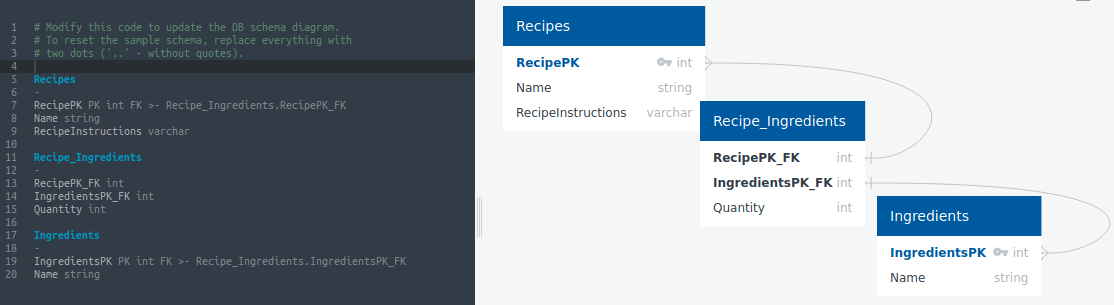 1 # Modify this code to update the DB schema diagram.
2 # To reset the sample schema, replace everything with
3 # two dots ('..' - without quotes).
4
5 Recipes
6 -
7 RecipePK PK int FK >- Recipe_Ingredients.RecipePK_FK
8 Name string
9 RecipeInstructions varchar
10
11 Recipe_Ingredients
12 -
13 RecipePK_FK int
14 IngredientsPK_FK int
15 Quantity int
16
17 Ingredients
18 -
19 IngredientsPK PK int FK >- Recipe_Ingredients.IngredientsPK_FK
20 Name string
Recipes
RecipePK int
Name string
RecipeInstructions varchar
Recipe_Ingredients
RecipePK_FK int
IngredientsPK_FK int
Quantity int
Ingredients
IngredientsPK int
Name string